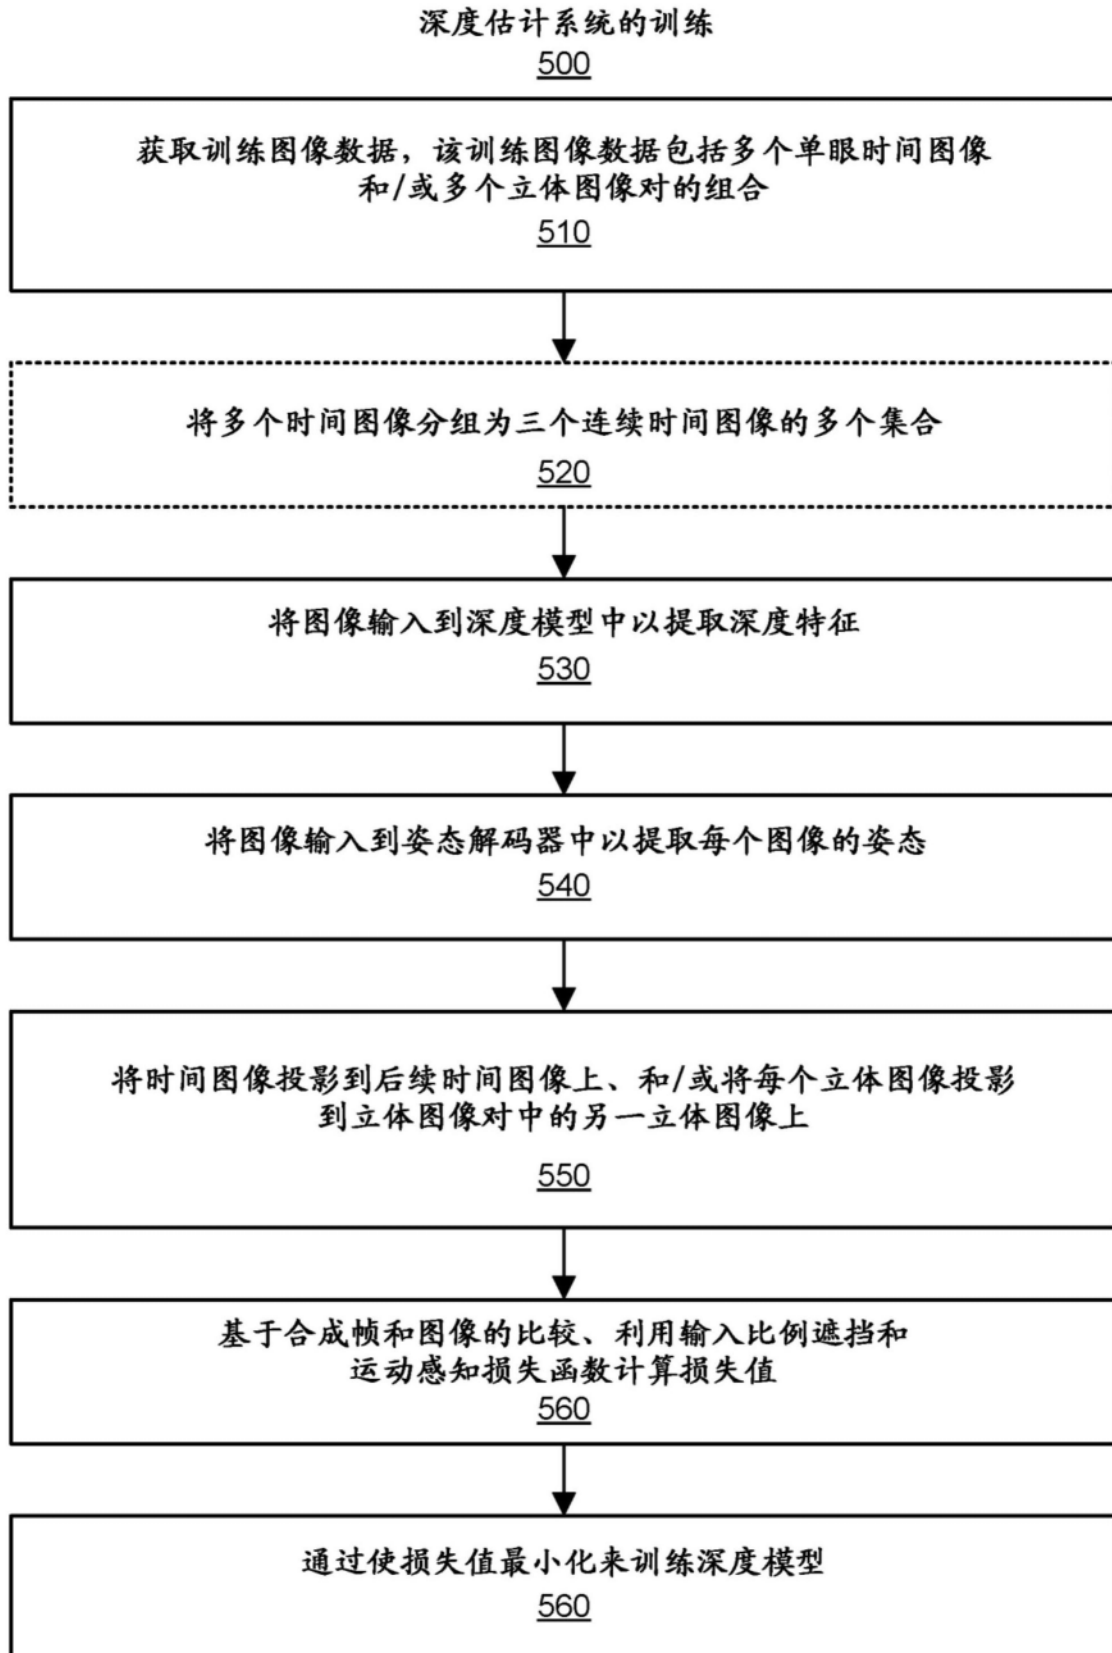 深度估计系统的训练
500
获取训练图像数据，该训练图像数据包括多个单眼时间图像
和/或多个立体图像对的组合
510
将多个时间图像分组为三个连续时间图像的多个集合
520
将图像输入到深度模型中以提取深度特征
530
将图像输入到姿态解码器中以提取每个图像的姿态
540
将时间图像投影到后续时间图像上、和/或将每个立体图像投影
到立体图像对中的另一立体图像上
550
基于合成帧和图像的比较、利用输入比例遮挡和
运动感知损失函数计算损失值
560
通过使损失值最小化来训练深度模型
560